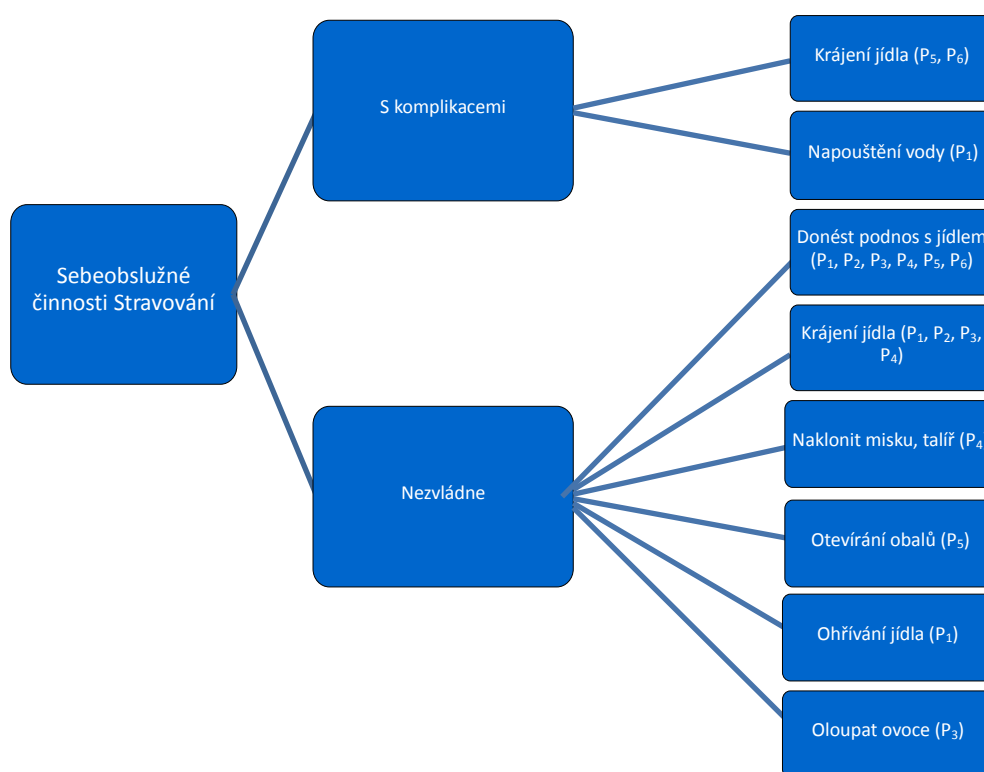 Sebeobslužné
činnosti Stravování
S komplikacemi
Krájení jídla (P₅, P₆)
Napouštění vody (P₁)
Nezvládne
Donést podnos s jídlem
(P₁, P₂, P₃, P₄, P₅, P₆)
Krájení jídla (P₁, P₂, P₃,
P₄)
Naklonit misku, talíř (P₄
Otevírání obalů (P₅)
Ohřívání jídla (P₁)
Oloupat ovoce (P₃)